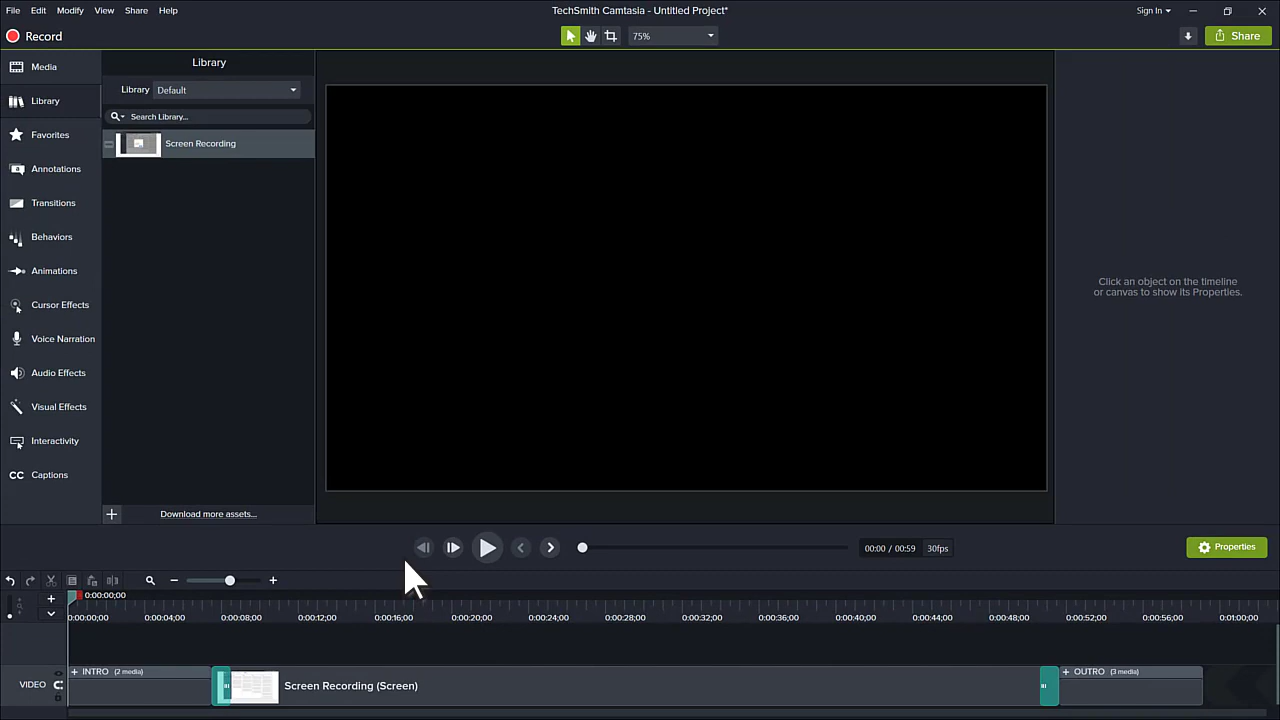 File Edit Modify View Share Help
TechSmith Camtasia - Untitled Project*
Sign In
Record
75%
Share
Media
Library
Favorites
Annotations
Transitions
Behaviors
Animations
Cursor Effects
Voice Narration
Audio Effects
Visual Effects
Interactivity
CC Captions
Library
Library Default
Search Library...
Screen Recording
Download more assets...
Click an object on the timeline
or canvas to show its Properties.
00:00 / 00:59 30fps
Properties
0:00:00;00
0:00:00;00 0:00:04;00 0:00:08;00 0:00:12;00 0:00:16;00 0:00:20;00 0:00:24;00 0:00:28;00 0:00:32;00 0:00:36;00 0:00:40;00 0:00:44;00 0:00:48;00 0:00:52;00 0:00:56;00 0:01:00;00
INTRO (2 media)
OUTRO (3 media)
VIDEO
Screen Recording (Screen)